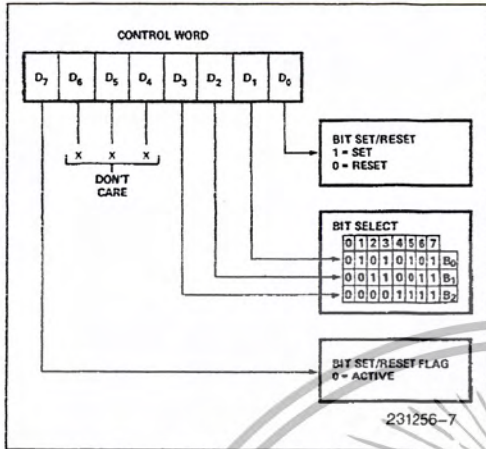 CONTROL WORD
D7 D6 D5 D4 D3 D2 D1 D0
X X X
DON'T
CARE
BIT SET/RESET
1 = SET
0 = RESET
BIT SELECT
0 1 2 3 4 5 6 7
0 1 0 1 0 1 0 1 B0
0 0 1 1 0 0 1 1 B1
0 0 0 0 1 1 1 1 B2
BIT SET/RESET FLAG
0 = ACTIVE
231256-7